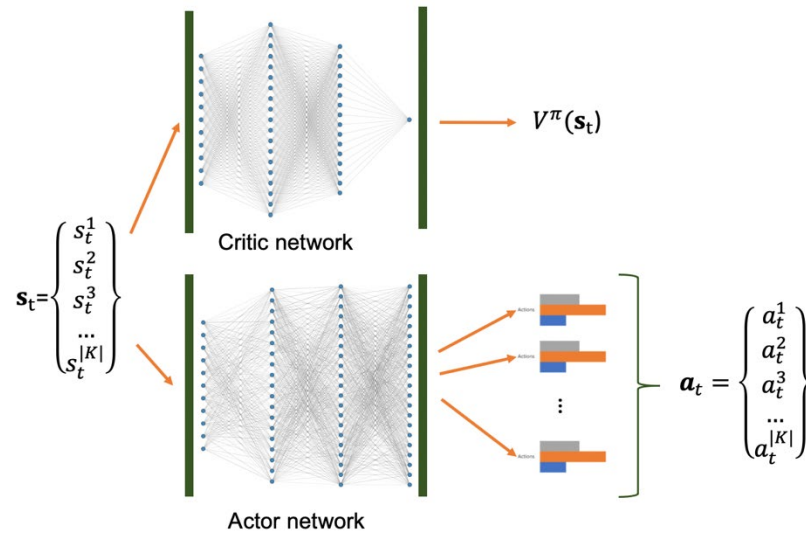 V^π(s_t)
Critic network
s_t=
s_t^1
s_t^2
s_t^3
...
s_t^|K|
Actions
Actions
⋮
Actions
a_t =
a_t^1
a_t^2
a_t^3
...
a_t^|K|
Actor network